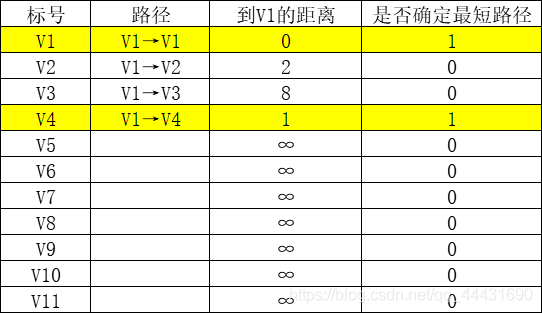 标号 路径 到V1的距离 是否确定最短路径
V1 V1→V1 0 1
V2 V1→V2 2 0
V3 V1→V3 8 0
V4 V1→V4 1 1
V5 ∞ 0
V6 ∞ 0
V7 ∞ 0
V8 ∞ 0
V9 ∞ 0
V10 ∞ 0
V11 ∞ 0
https://blog.csdn.net/qq_44431690